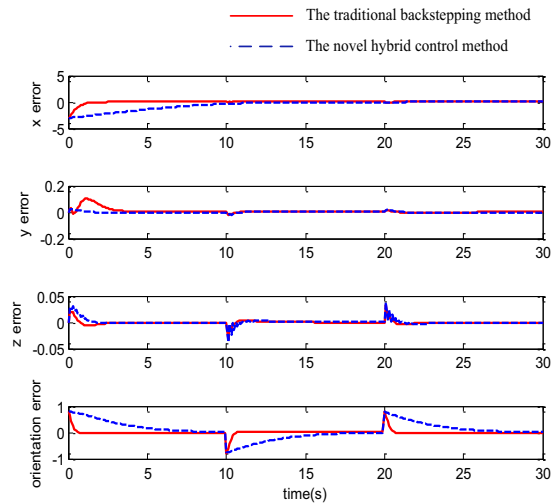 The traditional backstepping method
The novel hybrid control method
x error
5
0
-5
0 5 10 15 20 25 30
y error
0.2
0
-0.2
0 5 10 15 20 25 30
z error
0.05
0
-0.05
0 5 10 15 20 25 30
orientation error
1
0
-1
0 5 10 15 20 25 30
time(s)